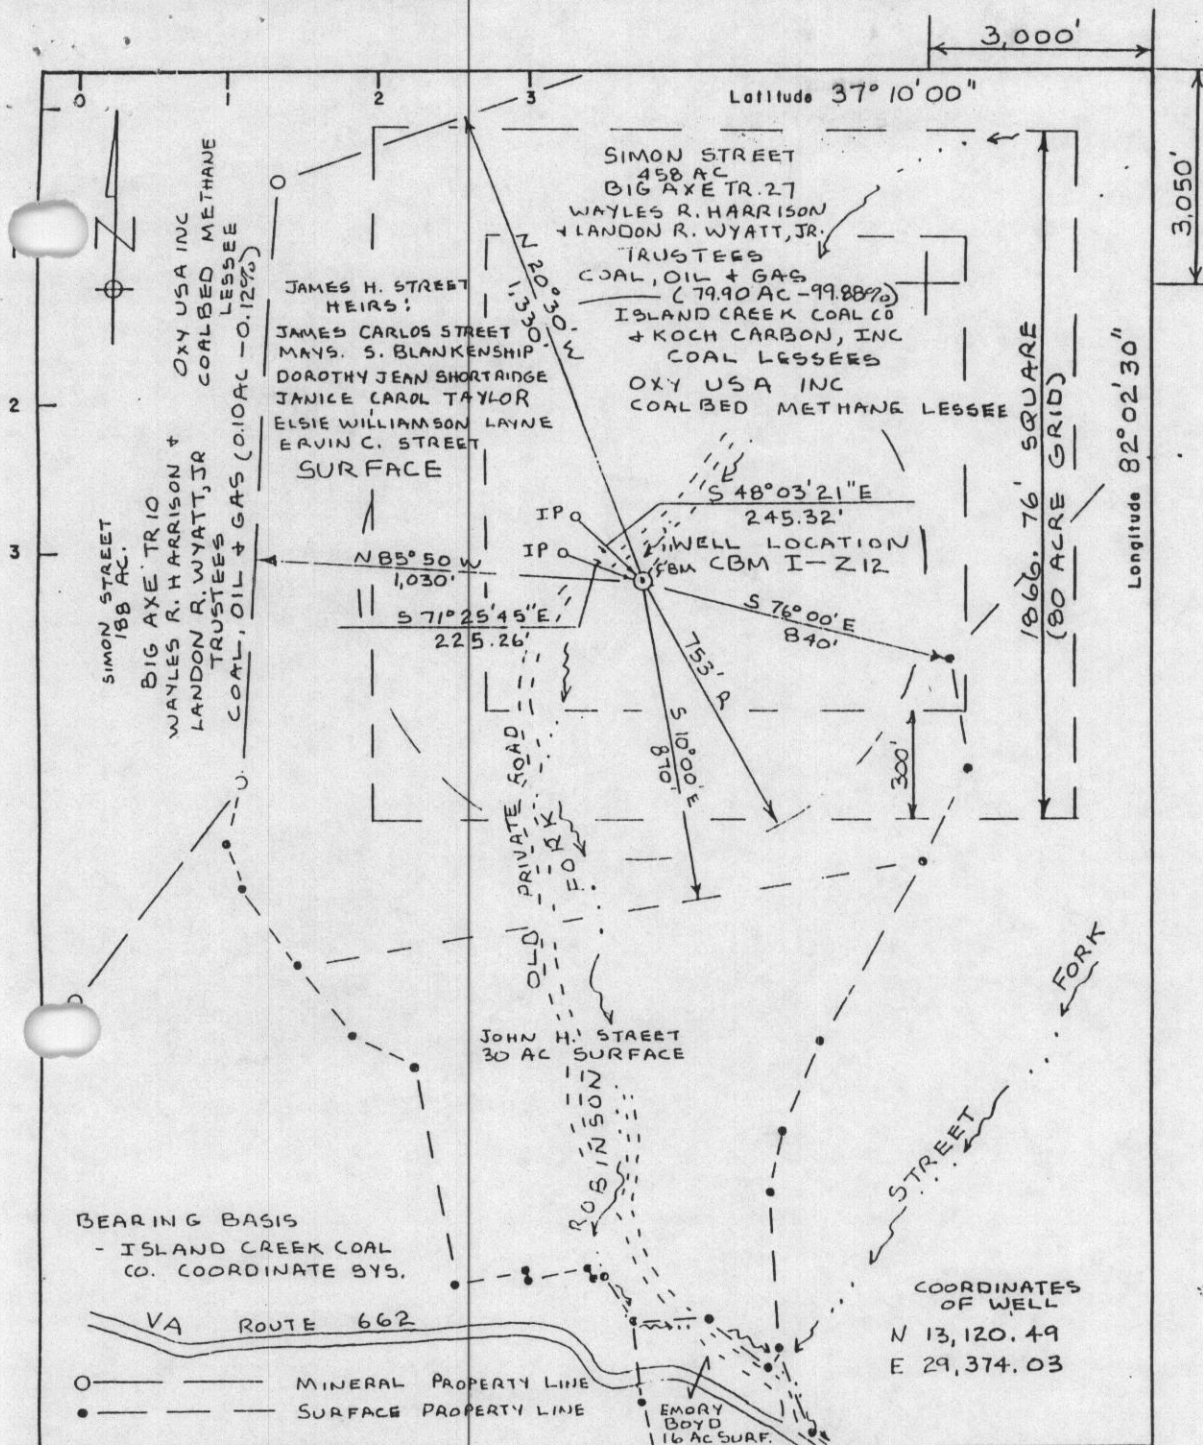 3,000'
0 1 2 3
Latitude 37° 10' 00"
3,050'
SIMON STREET
458 AC
BIG AXE TR. 27
WAYLES R. HARRISON
+ LANDON R. WYATT, JR.
TRUSTEES
COAL, OIL + GAS
(79.90 AC - 99.88%)
ISLAND CREEK COAL CO
+ KOCH CARBON, INC
COAL LESSEES
OXY USA INC
COALBED METHANE LESSEE
N
OXY USA INC
COALBED METHANE
LESSEE
JAMES H. STREET
HEIRS:
JAMES CARLOS STREET
MAYS. S. BLANKENSHIP
DOROTHY JEAN SHORTRIDGE
JANICE CAROL TAYLOR
ELSIE WILLIAMSON LAYNE
ERVIN C. STREET
SURFACE
N 20° 30' W
1,330'
2
3
SIMON STREET
188 AC.
BIG AXE TR 10
WAYLES R. HARRISON +
LANDON R. WYATT, JR
TRUSTEES
COAL, OIL + GAS (0.10AC - 0.12%)
1866.76' SQUARE
(80 ACRE GRID)
Longitude 82° 02' 30"
S 48° 03' 21" E
245.32'
IP
IP
WELL LOCATION
CBM CBM I-Z12
N 85° 50 W
1,030'
S 71° 25' 45" E
225.26'
S 76° 00' E
840'
753' R
S 10° 00' E
870'
300'
OLD PRIVATE ROAD
FORK
JOHN H. STREET
30 AC SURFACE
ROBINSON
FORK
STREET
BEARING BASIS
- ISLAND CREEK COAL
CO. COORDINATE SYS.
VA ROUTE 662
COORDINATES
OF WELL
N 13,120.49
E 29,374.03
MINERAL PROPERTY LINE
SURFACE PROPERTY LINE
EMORY
BOYD
16 AC SURF.